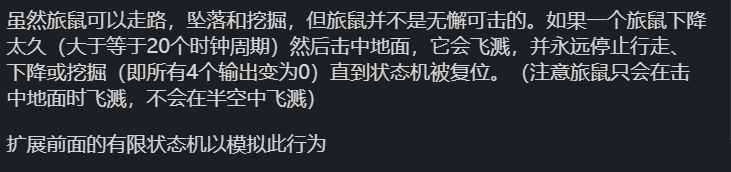 虽然旅鼠可以走路，坠落和挖掘，但旅鼠并不是无懈可击的。如果一个旅鼠下降
太久（大于等于20个时钟周期）然后击中地面，它会飞溅，并永远停止行走、
下降或挖掘（即所有4个输出变为0）直到状态机被复位。（注意旅鼠只会在击
中地面时飞溅，不会在半空中飞溅）
扩展前面的有限状态机以模拟此行为